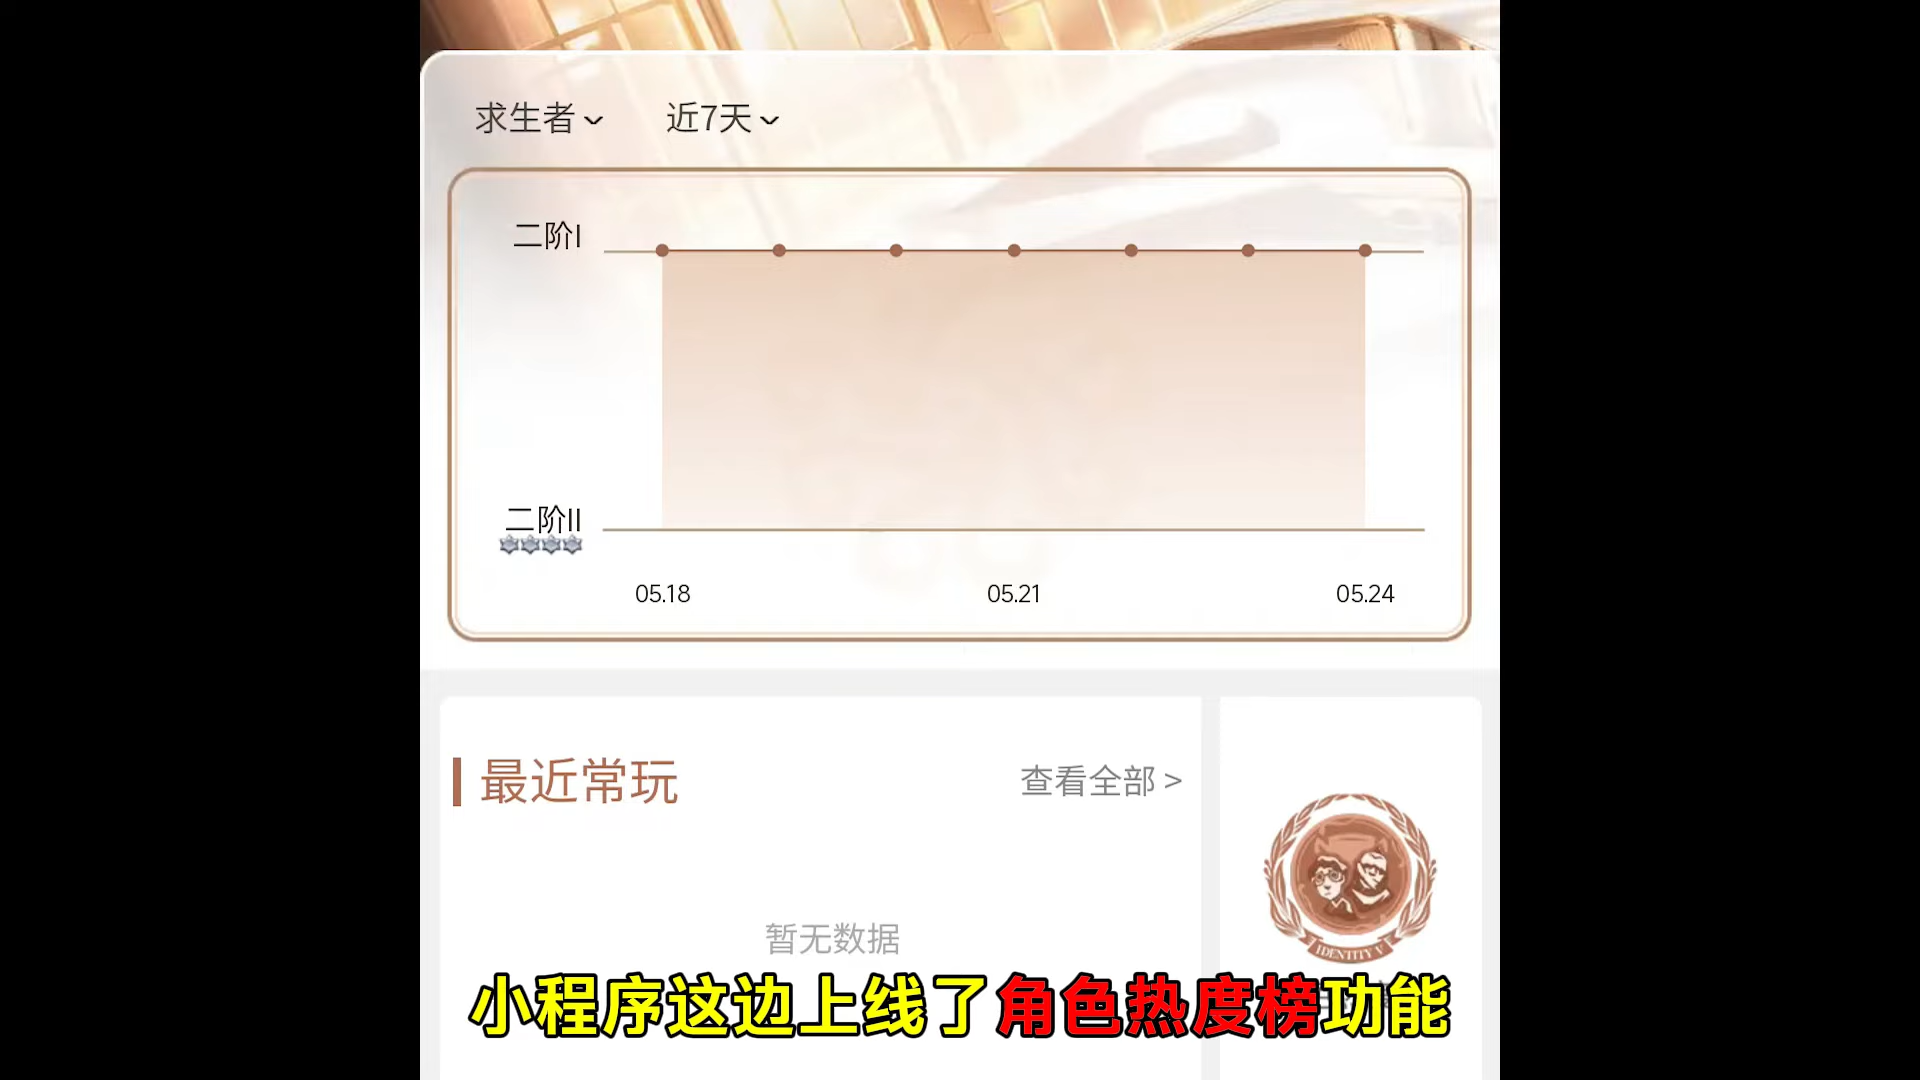 求生者 近7天
二阶I
二阶II
05.18 05.21 05.24
最近常玩 查看全部 >
暂无数据
IDENTITY V
小程序这边上线了角色热度榜功能